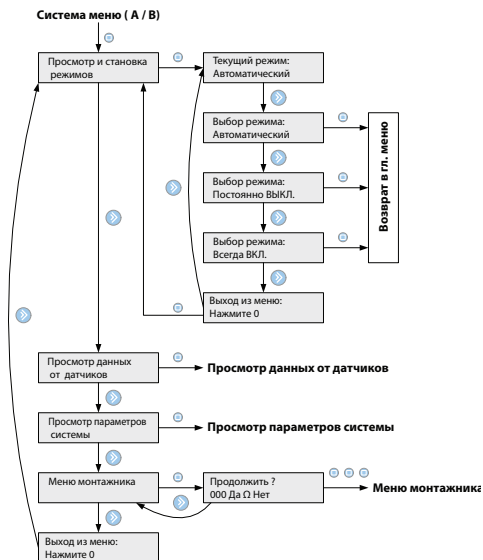 Система меню ( А / В)
Просмотр и становка
режимов
Текущий режим:
Автоматический
Выбор режима:
Автоматический
Выбор режима:
Постоянно ВЫКЛ.
Выбор режима:
Всегда ВКЛ.
Выход из меню:
Нажмите 0
Возврат в гл. меню
Просмотр данных
от датчиков
Просмотр данных от датчиков
Просмотр параметров
системы
Просмотр параметров системы
Меню монтажника
Продолжить ?
000 Да Ω Нет
Меню монтажника
Выход из меню:
Нажмите 0